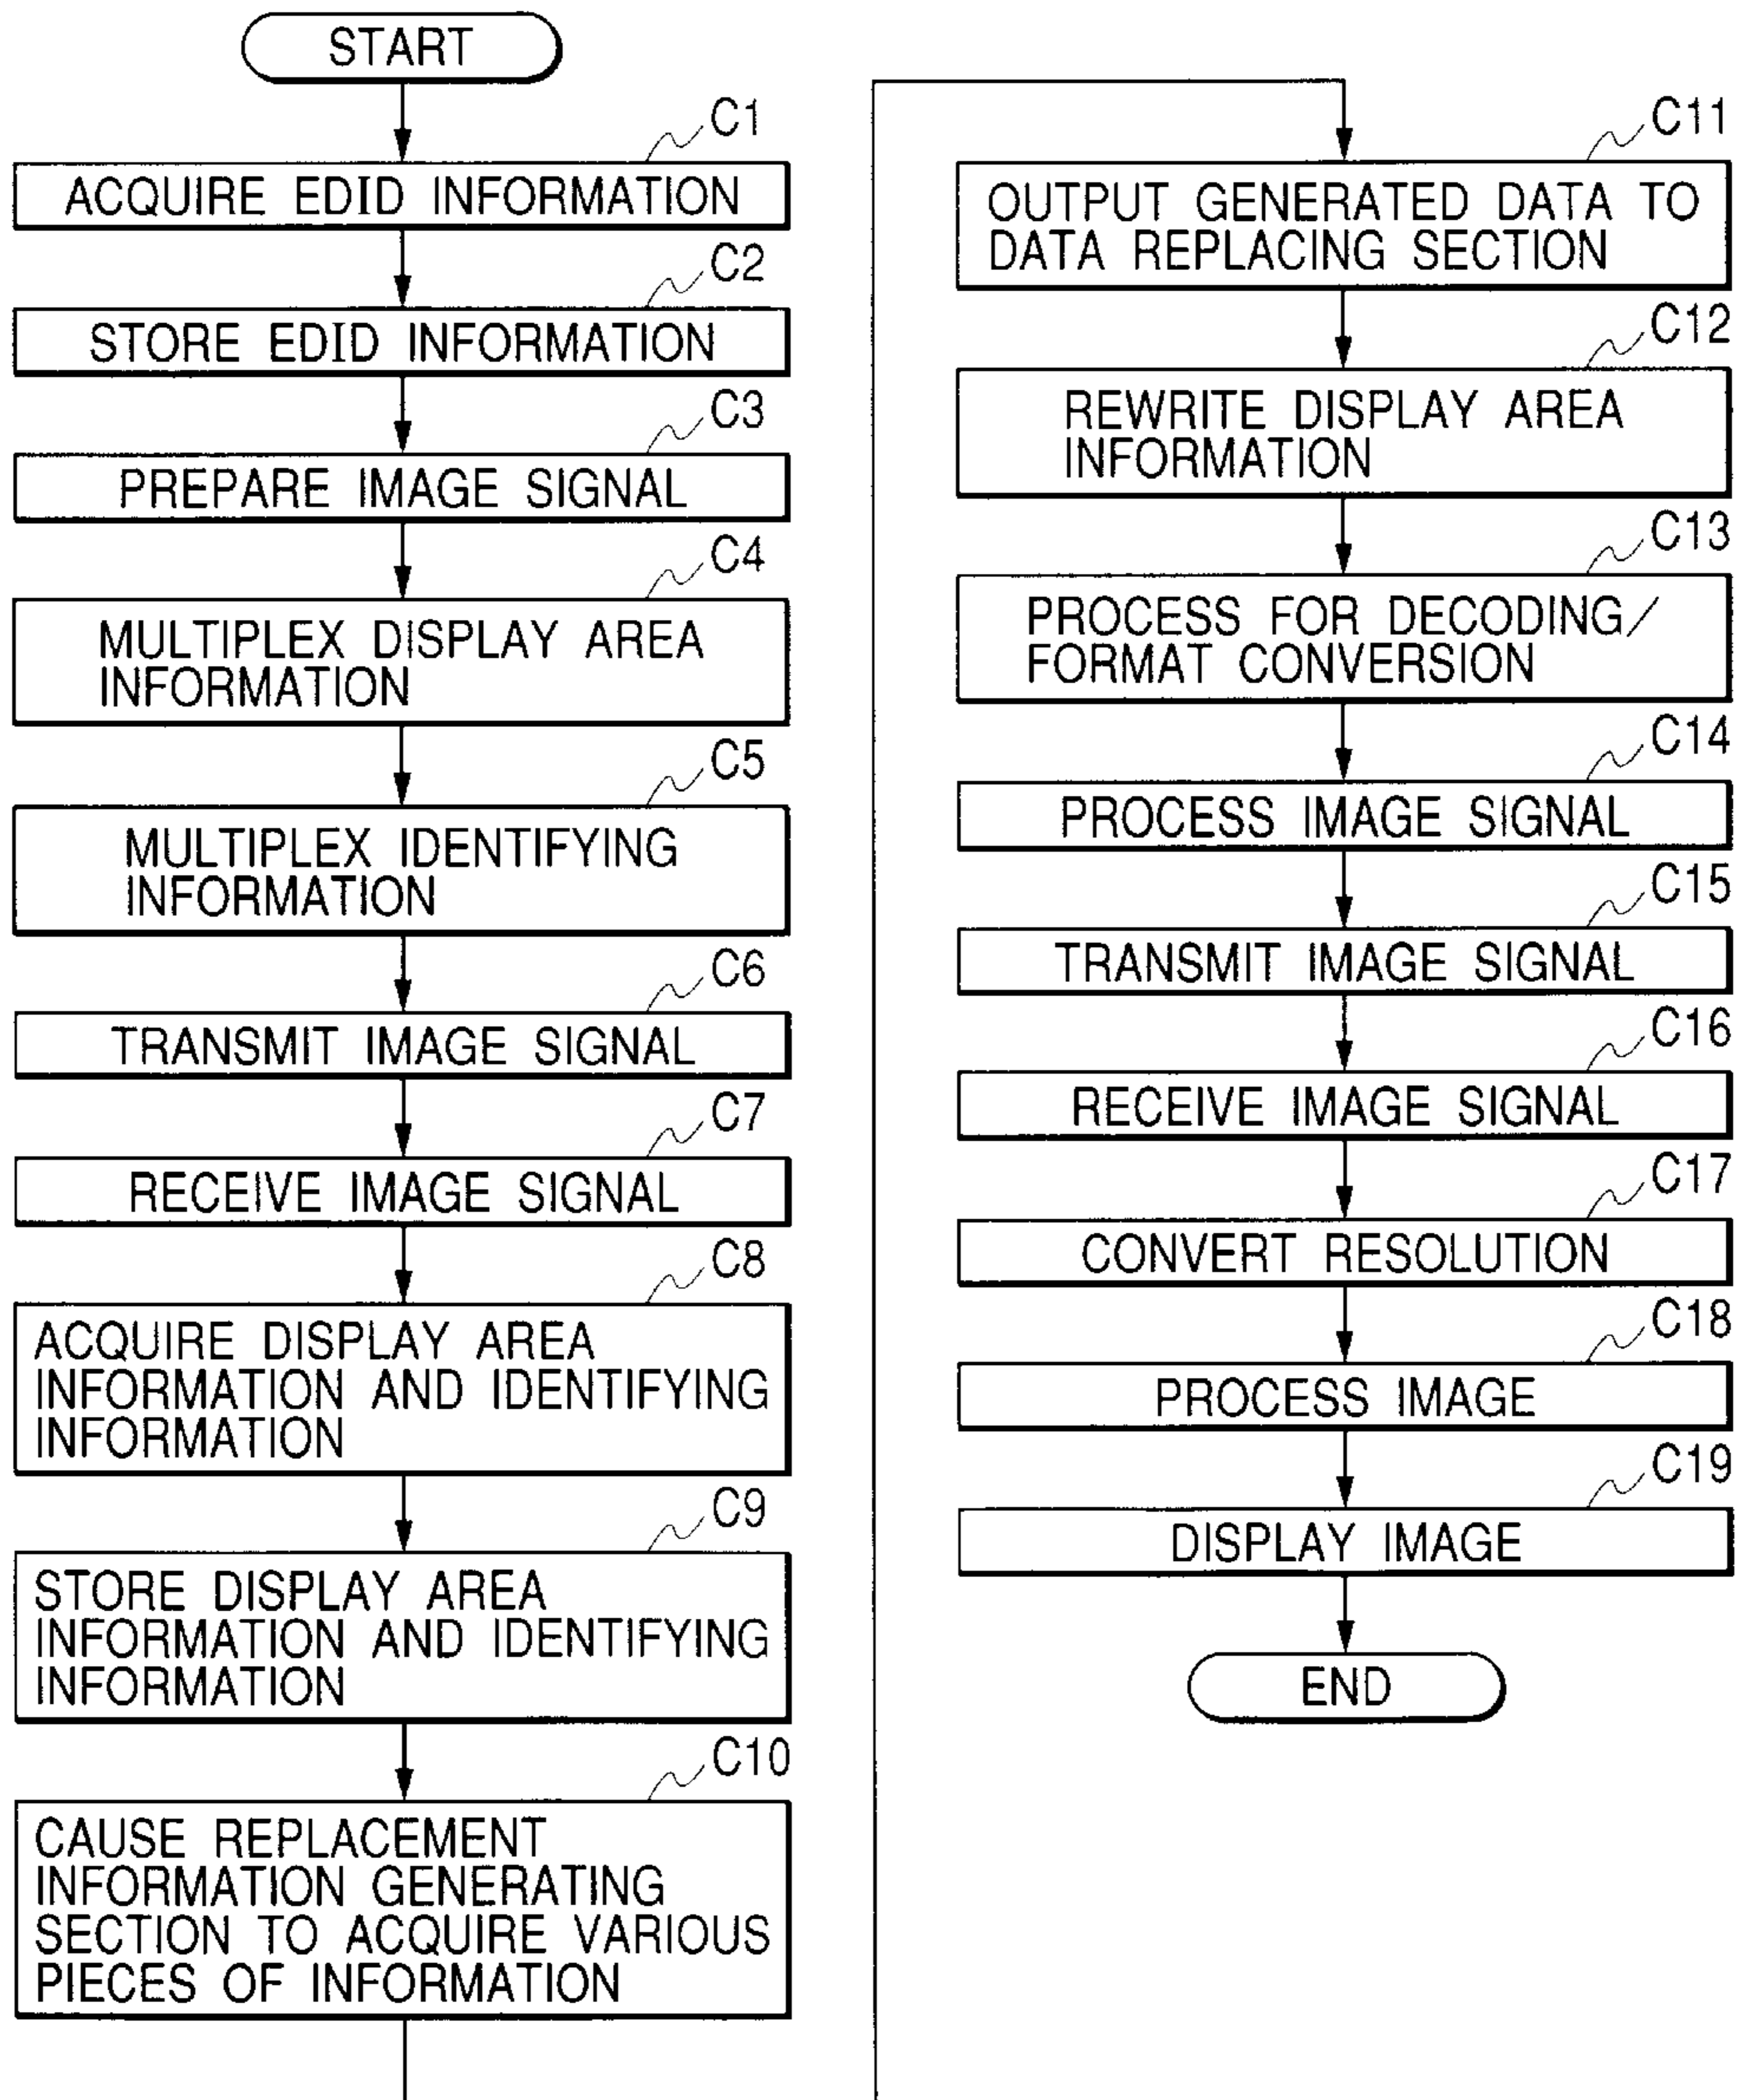 START
C1
ACQUIRE EDID INFORMATION
C2
STORE EDID INFORMATION
C3
PREPARE IMAGE SIGNAL
C4
MULTIPLEX DISPLAY AREA
INFORMATION
C5
MULTIPLEX IDENTIFYING
INFORMATION
C6
TRANSMIT IMAGE SIGNAL
C7
RECEIVE IMAGE SIGNAL
C8
ACQUIRE DISPLAY AREA
INFORMATION AND IDENTIFYING
INFORMATION
C9
STORE DISPLAY AREA
INFORMATION AND IDENTIFYING
INFORMATION
C10
CAUSE REPLACEMENT
INFORMATION GENERATING
SECTION TO ACQUIRE VARIOUS
PIECES OF INFORMATION
C11
OUTPUT GENERATED DATA TO
DATA REPLACING SECTION
C12
REWRITE DISPLAY AREA
INFORMATION
C13
PROCESS FOR DECODING/
FORMAT CONVERSION
C14
PROCESS IMAGE SIGNAL
C15
TRANSMIT IMAGE SIGNAL
C16
RECEIVE IMAGE SIGNAL
C17
CONVERT RESOLUTION
C18
PROCESS IMAGE
C19
DISPLAY IMAGE
END